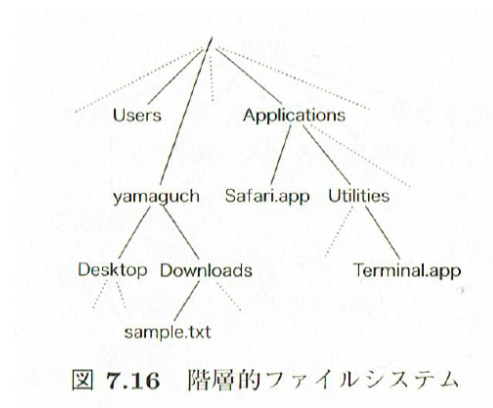 /
Users Applications
yamaguch Safari.app Utilities
Desktop Downloads Terminal.app
sample.txt
図 7.16 階層的ファイルシステム